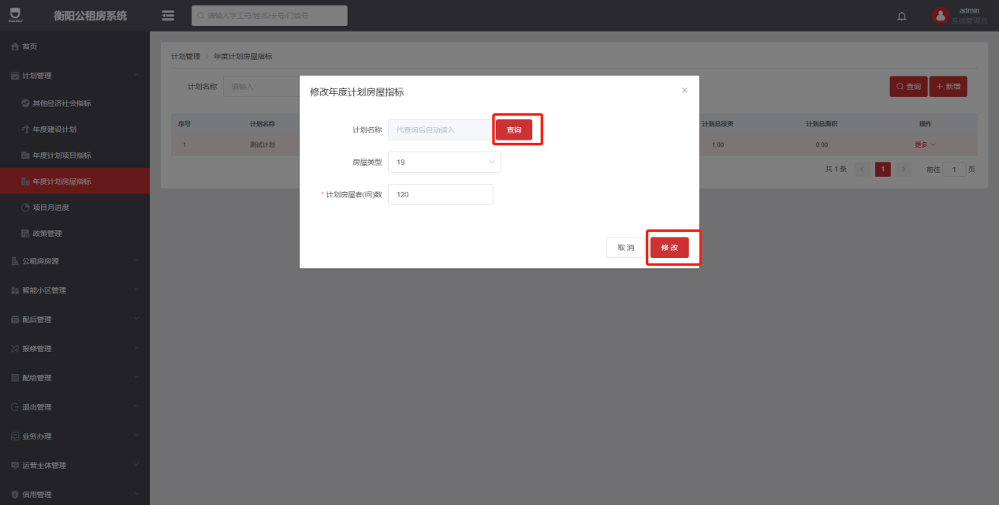 衡阳公租房系统
请输入学工号/姓名/卡号/门锁号
admin
系统管理员
首页
计划管理
其他经济社会指标
年度建设计划
年度计划项目指标
年度计划房屋指标
项目月进度
政策管理
公租房房源
智能小区管理
配后管理
报修管理
配给管理
退出管理
业务办理
运营主体管理
信用管理
计划管理 > 年度计划房屋指标
计划名称 请输入
查询 + 新增
序号 计划名称 计划总投资 计划总面积 操作
1 测试计划 1.00 0.00 更多
共 1 条 < 1 > 前往 1 页
修改年度计划房屋指标
计划名称 代查询后自动读入 查询
房屋类型 19
* 计划房屋套(间)数 120
取 消 修 改